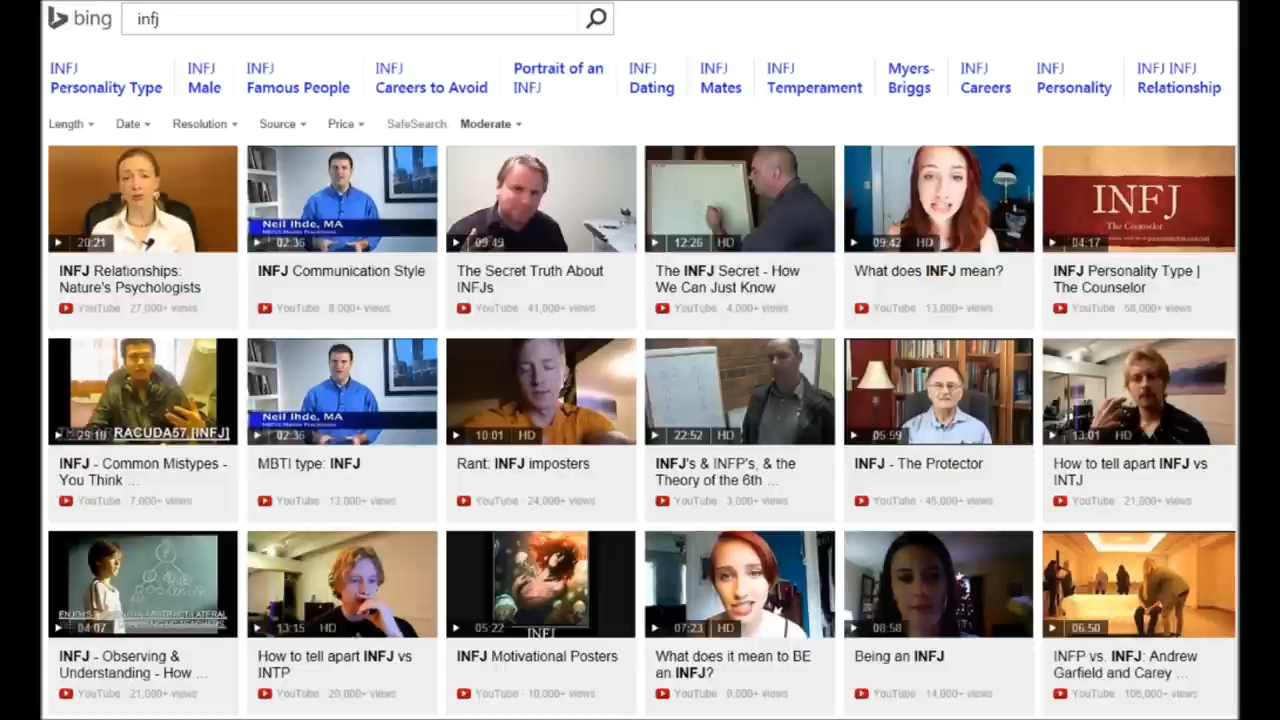 bing
infj
INFJ
Personality Type
INFJ
Male
INFJ
Famous People
INFJ
Careers to Avoid
Portrait of an
INFJ
INFJ
Dating
INFJ
Mates
INFJ
Temperament
Myers-
Briggs
INFJ
Careers
INFJ
Personality
INFJ INFJ
Relationship
Length Date Resolution Source Price SafeSearch: Moderate
20:21
Neil Ihde, MA
02:36
09:49
12:26 HD
09:42 HD
INFJ
The Counselor
04:17
INFJ Relationships:
Nature's Psychologists
YouTube · 27,000+ views
INFJ Communication Style
YouTube · 8,000+ views
The Secret Truth About
INFJs
YouTube · 41,000+ views
The INFJ Secret - How
We Can Just Know
YouTube · 4,000+ views
What does INFJ mean?
YouTube · 13,000+ views
INFJ Personality Type |
The Counselor
YouTube · 58,000+ views
RACUDA57 [INFJ]
29:18
Neil Ihde, MA
02:36
10:01 HD
22:52 HD
05:59
13:01 HD
INFJ - Common Mistypes -
You Think ...
YouTube · 7,000+ views
MBTI type: INFJ
YouTube · 13,000+ views
Rant: INFJ imposters
YouTube · 24,000+ views
INFJ's & INFP's, & the
Theory of the 6th ...
YouTube · 3,000+ views
INFJ - The Protector
YouTube · 45,000+ views
How to tell apart INFJ vs
INTJ
YouTube · 21,000+ views
04:07
13:15 HD
INFJ
05:22
07:23 HD
08:58
06:50
INFJ - Observing &
Understanding - How ...
YouTube · 21,000+ views
How to tell apart INFJ vs
INTP
YouTube · 20,000+ views
INFJ Motivational Posters
YouTube · 10,000+ views
What does it mean to BE
an INFJ?
YouTube · 9,000+ views
Being an INFJ
YouTube · 14,000+ views
INFP vs. INFJ: Andrew
Garfield and Carey ...
YouTube · 106,000+ views